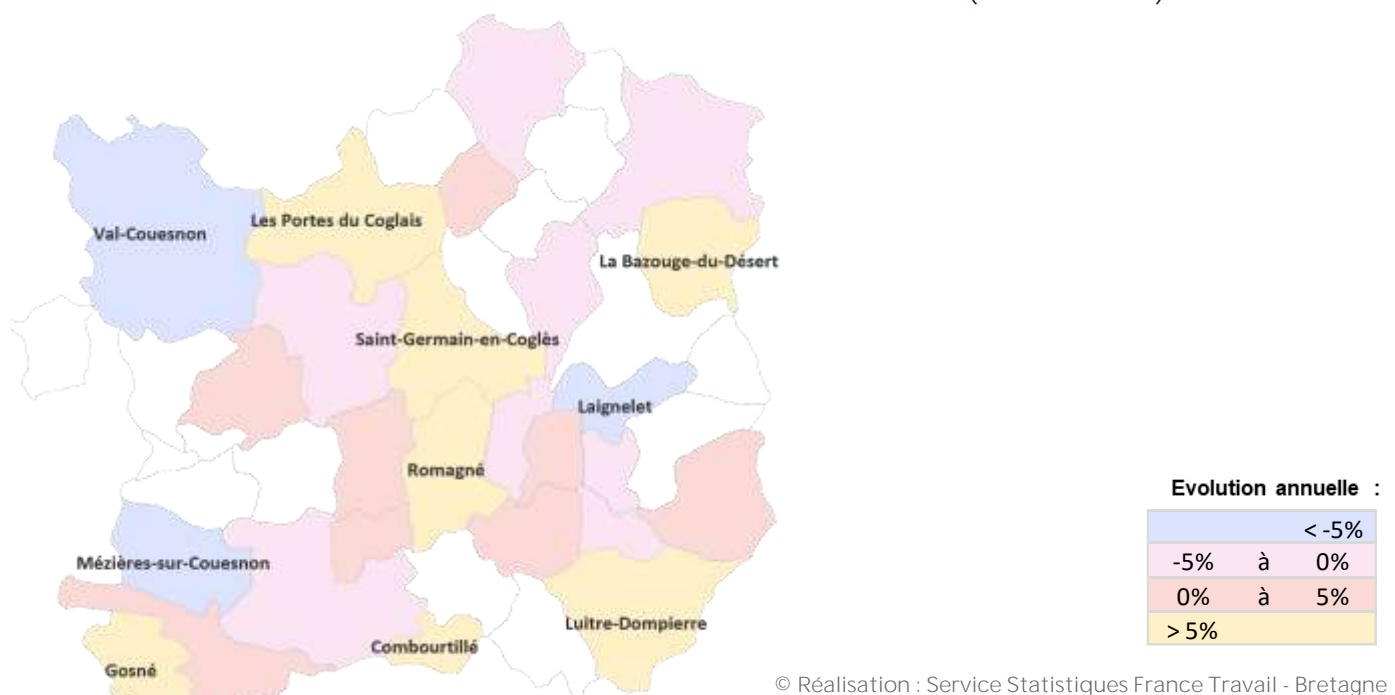 Val-Couesnon
Les Portes du Coglais
La Bazouge-du-Désert
Saint-Germain-en-Coglès
Laignelet
Romagné
Mézières-sur-Couesnon
Luitre-Dompierre
Combourtillé
Gosné
Evolution annuelle :
< -5%
-5% à 0%
0% à 5%
> 5%
© Réalisation : Service Statistiques France Travail - Bretagne